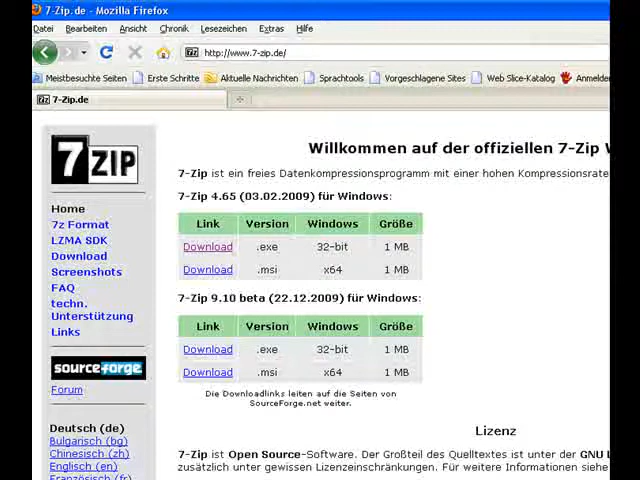 7-Zip.de - Mozilla Firefox
Datei Bearbeiten Ansicht Chronik Lesezeichen Extras Hilfe
http://www.7-zip.de/
Meistbesuchte Seiten Erste Schritte Aktuelle Nachrichten Sprachtools Vorgeschlagene Sites Web Slice-Katalog Anmelden
7-Zip.de
7ZIP
Home
7z Format
LZMA SDK
Download
Screenshots
FAQ
techn.
Unterstützung
Links
sourceforge
Forum
Deutsch (de)
Bulgarisch (bg)
Chinesisch (zh)
Englisch (en)
Französisch (fr)
Willkommen auf der offiziellen 7-Zip W
7-Zip ist ein freies Datenkompressionsprogramm mit einer hohen Kompressionsrate
7-Zip 4.65 (03.02.2009) für Windows:
Link Version Windows Größe
Download .exe 32-bit 1 MB
Download .msi x64 1 MB
7-Zip 9.10 beta (22.12.2009) für Windows:
Link Version Windows Größe
Download .exe 32-bit 1 MB
Download .msi x64 1 MB
Die Downloadlinks leiten auf die Seiten von
SourceForge.net weiter.
Lizenz
7-Zip ist Open Source-Software. Der Großteil des Quelltextes ist unter der GNU L
zusätzlich unter gewissen Lizenzeinschränkungen. Für weitere Informationen siehe